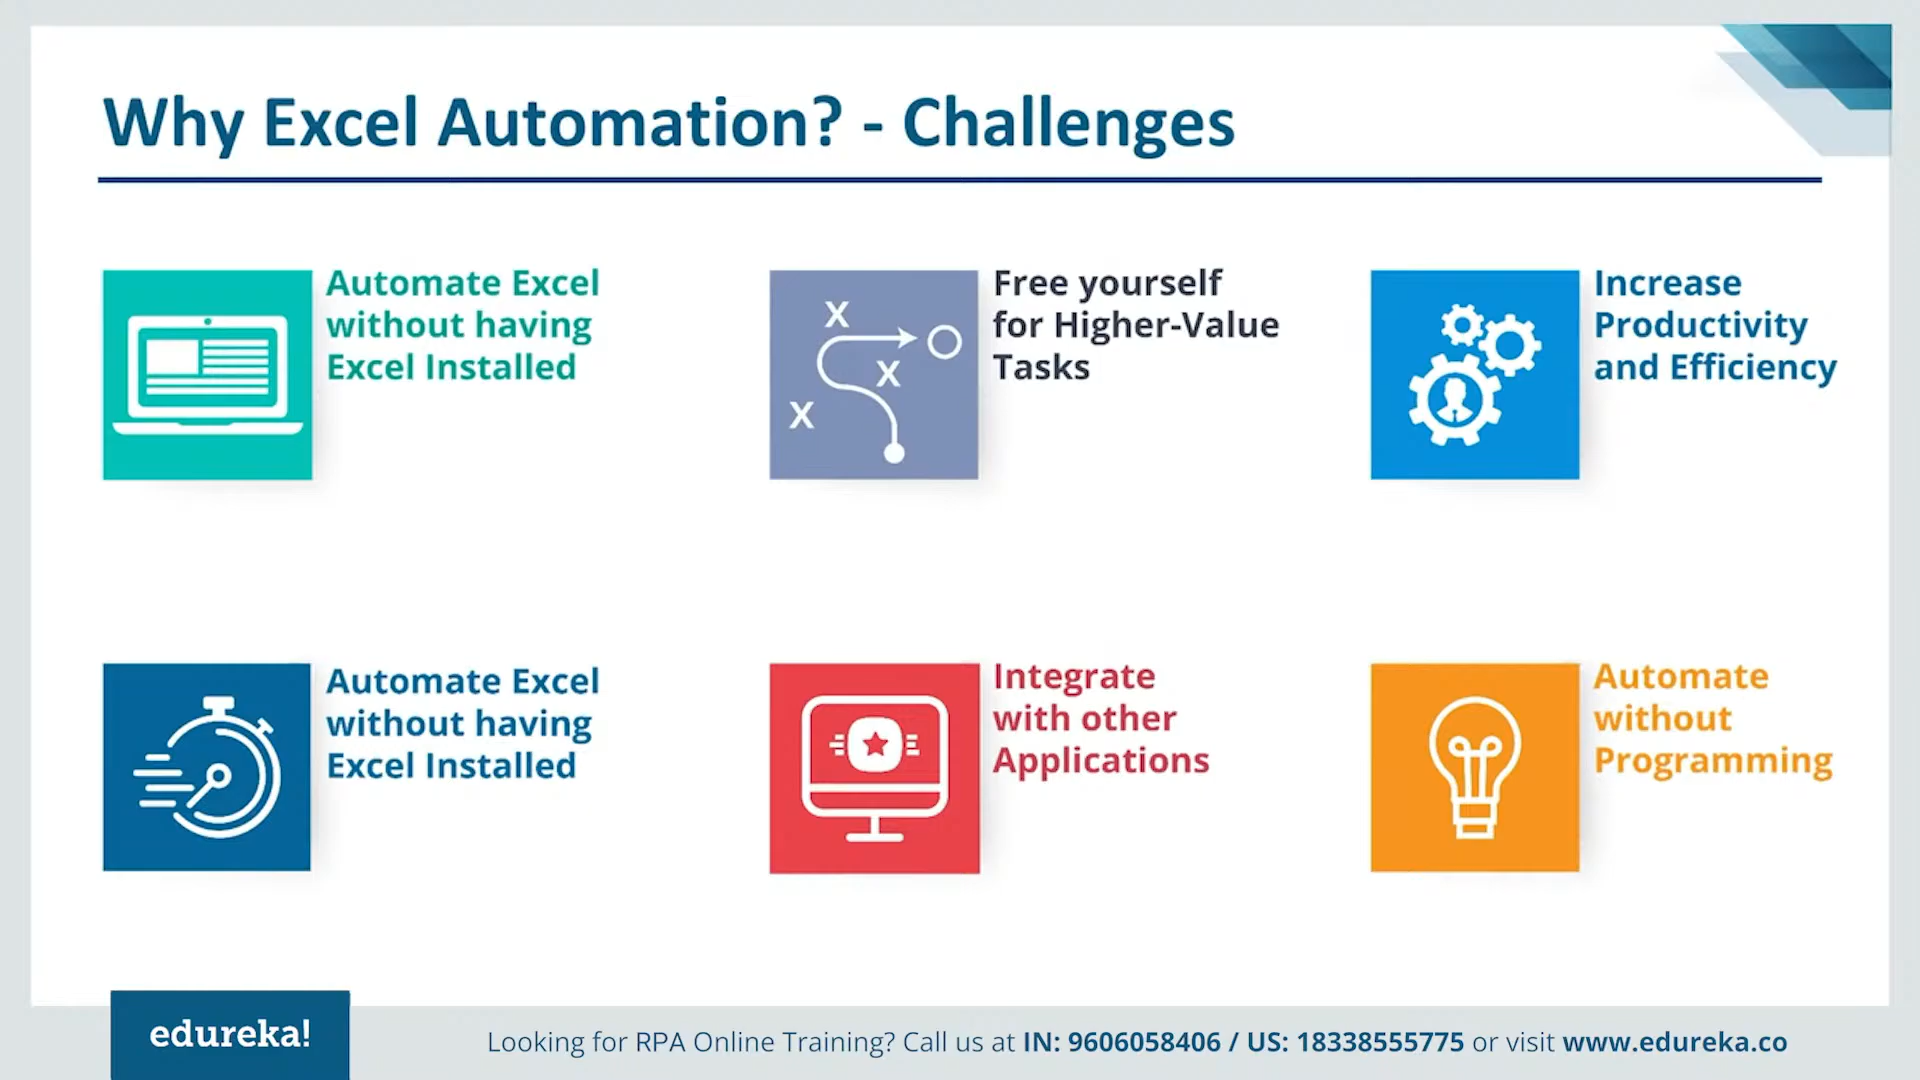 Why Excel Automation? - Challenges
Automate Excel
without having
Excel Installed
Free yourself
for Higher-Value
Tasks
Increase
Productivity
and Efficiency
Automate Excel
without having
Excel Installed
Integrate
with other
Applications
Automate
without
Programming
edureka!
Looking for RPA Online Training? Call us at IN: 9606058406 / US: 18338555775 or visit www.edureka.co